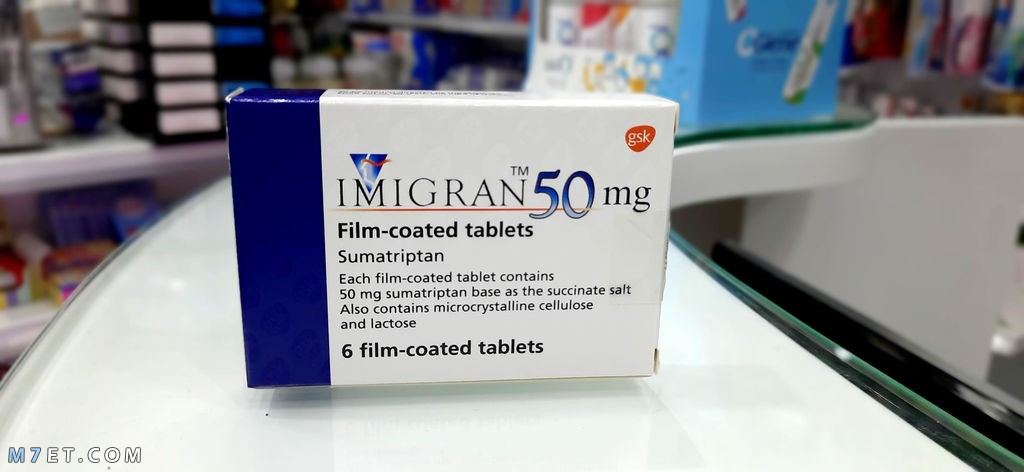 gsk
IMIGRAN™ 50 mg
Film-coated tablets
Sumatriptan
Each film-coated tablet contains
50 mg sumatriptan base as the succinate salt
Also contains microcrystalline cellulose
and lactose
6 film-coated tablets
M7ET.COM